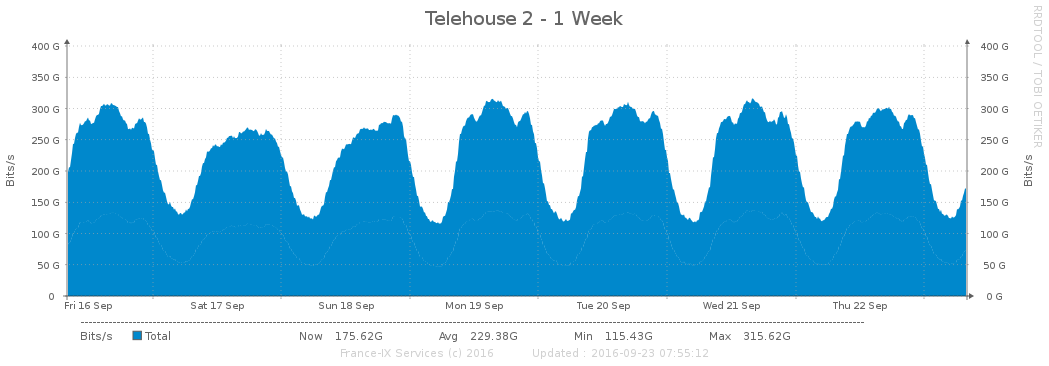 Telehouse 2 - 1 Week
RRDTOOL / TOBI OETIKER
400 G 400 G
350 G 350 G
300 G 300 G
250 G 250 G
200 G 200 G
150 G 150 G
100 G 100 G
50 G 50 G
0 0 G
Bits/s
Bits/s
Fri 16 Sep Sat 17 Sep Sun 18 Sep Mon 19 Sep Tue 20 Sep Wed 21 Sep Thu 22 Sep
Bits/s Total Now 175.62G Avg 229.38G Min 115.43G Max 315.62G
France-IX Services (c) 2016 Updated : 2016-09-23 07:55:12